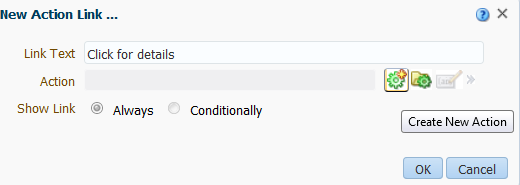 New Action Link ...
Link Text Click for details
Action
Show Link Always Conditionally
Create New Action
OK Cancel